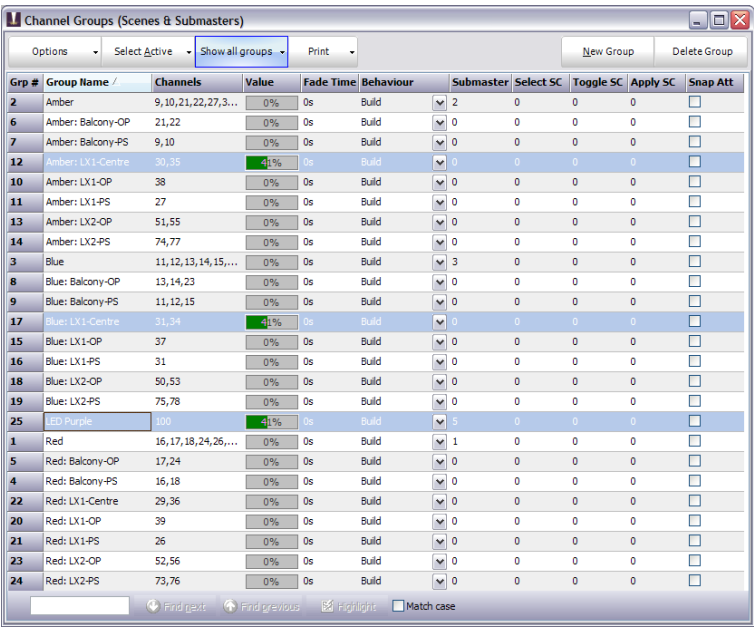 Channel Groups (Scenes & Submasters)
Options Select Active Show all groups Print New Group Delete Group
Grp # Group Name / Channels Value Fade Time Behaviour Submaster Select SC Toggle SC Apply SC Snap Att
2 Amber 9,10,21,22,27,3... 0% 0s Build 2 0 0 0
6 Amber: Balcony-OP 21,22 0% 0s Build 0 0 0 0
7 Amber: Balcony-PS 9,10 0% 0s Build 0 0 0 0
12 Amber: LX1-Centre 30,35 41% 0s Build 0 0 0 0
10 Amber: LX1-OP 38 0% 0s Build 0 0 0 0
11 Amber: LX1-PS 27 0% 0s Build 0 0 0 0
13 Amber: LX2-OP 51,55 0% 0s Build 0 0 0 0
14 Amber: LX2-PS 74,77 0% 0s Build 0 0 0 0
3 Blue 11,12,13,14,15,... 0% 0s Build 3 0 0 0
8 Blue: Balcony-OP 13,14,23 0% 0s Build 0 0 0 0
9 Blue: Balcony-PS 11,12,15 0% 0s Build 0 0 0 0
17 Blue: LX1-Centre 31,34 41% 0s Build 0 0 0 0
15 Blue: LX1-OP 37 0% 0s Build 0 0 0 0
16 Blue: LX1-PS 31 0% 0s Build 0 0 0 0
18 Blue: LX2-OP 50,53 0% 0s Build 0 0 0 0
19 Blue: LX2-PS 75,78 0% 0s Build 0 0 0 0
25 LED Purple 100 41% 0s Build 5 0 0 0
1 Red 16,17,18,24,26,... 0% 0s Build 1 0 0 0
5 Red: Balcony-OP 17,24 0% 0s Build 0 0 0 0
4 Red: Balcony-PS 16,18 0% 0s Build 0 0 0 0
22 Red: LX1-Centre 29,36 0% 0s Build 0 0 0 0
20 Red: LX1-OP 39 0% 0s Build 0 0 0 0
21 Red: LX1-PS 26 0% 0s Build 0 0 0 0
23 Red: LX2-OP 52,56 0% 0s Build 0 0 0 0
24 Red: LX2-PS 73,76 0% 0s Build 0 0 0 0
Find next Find previous Highlight Match case